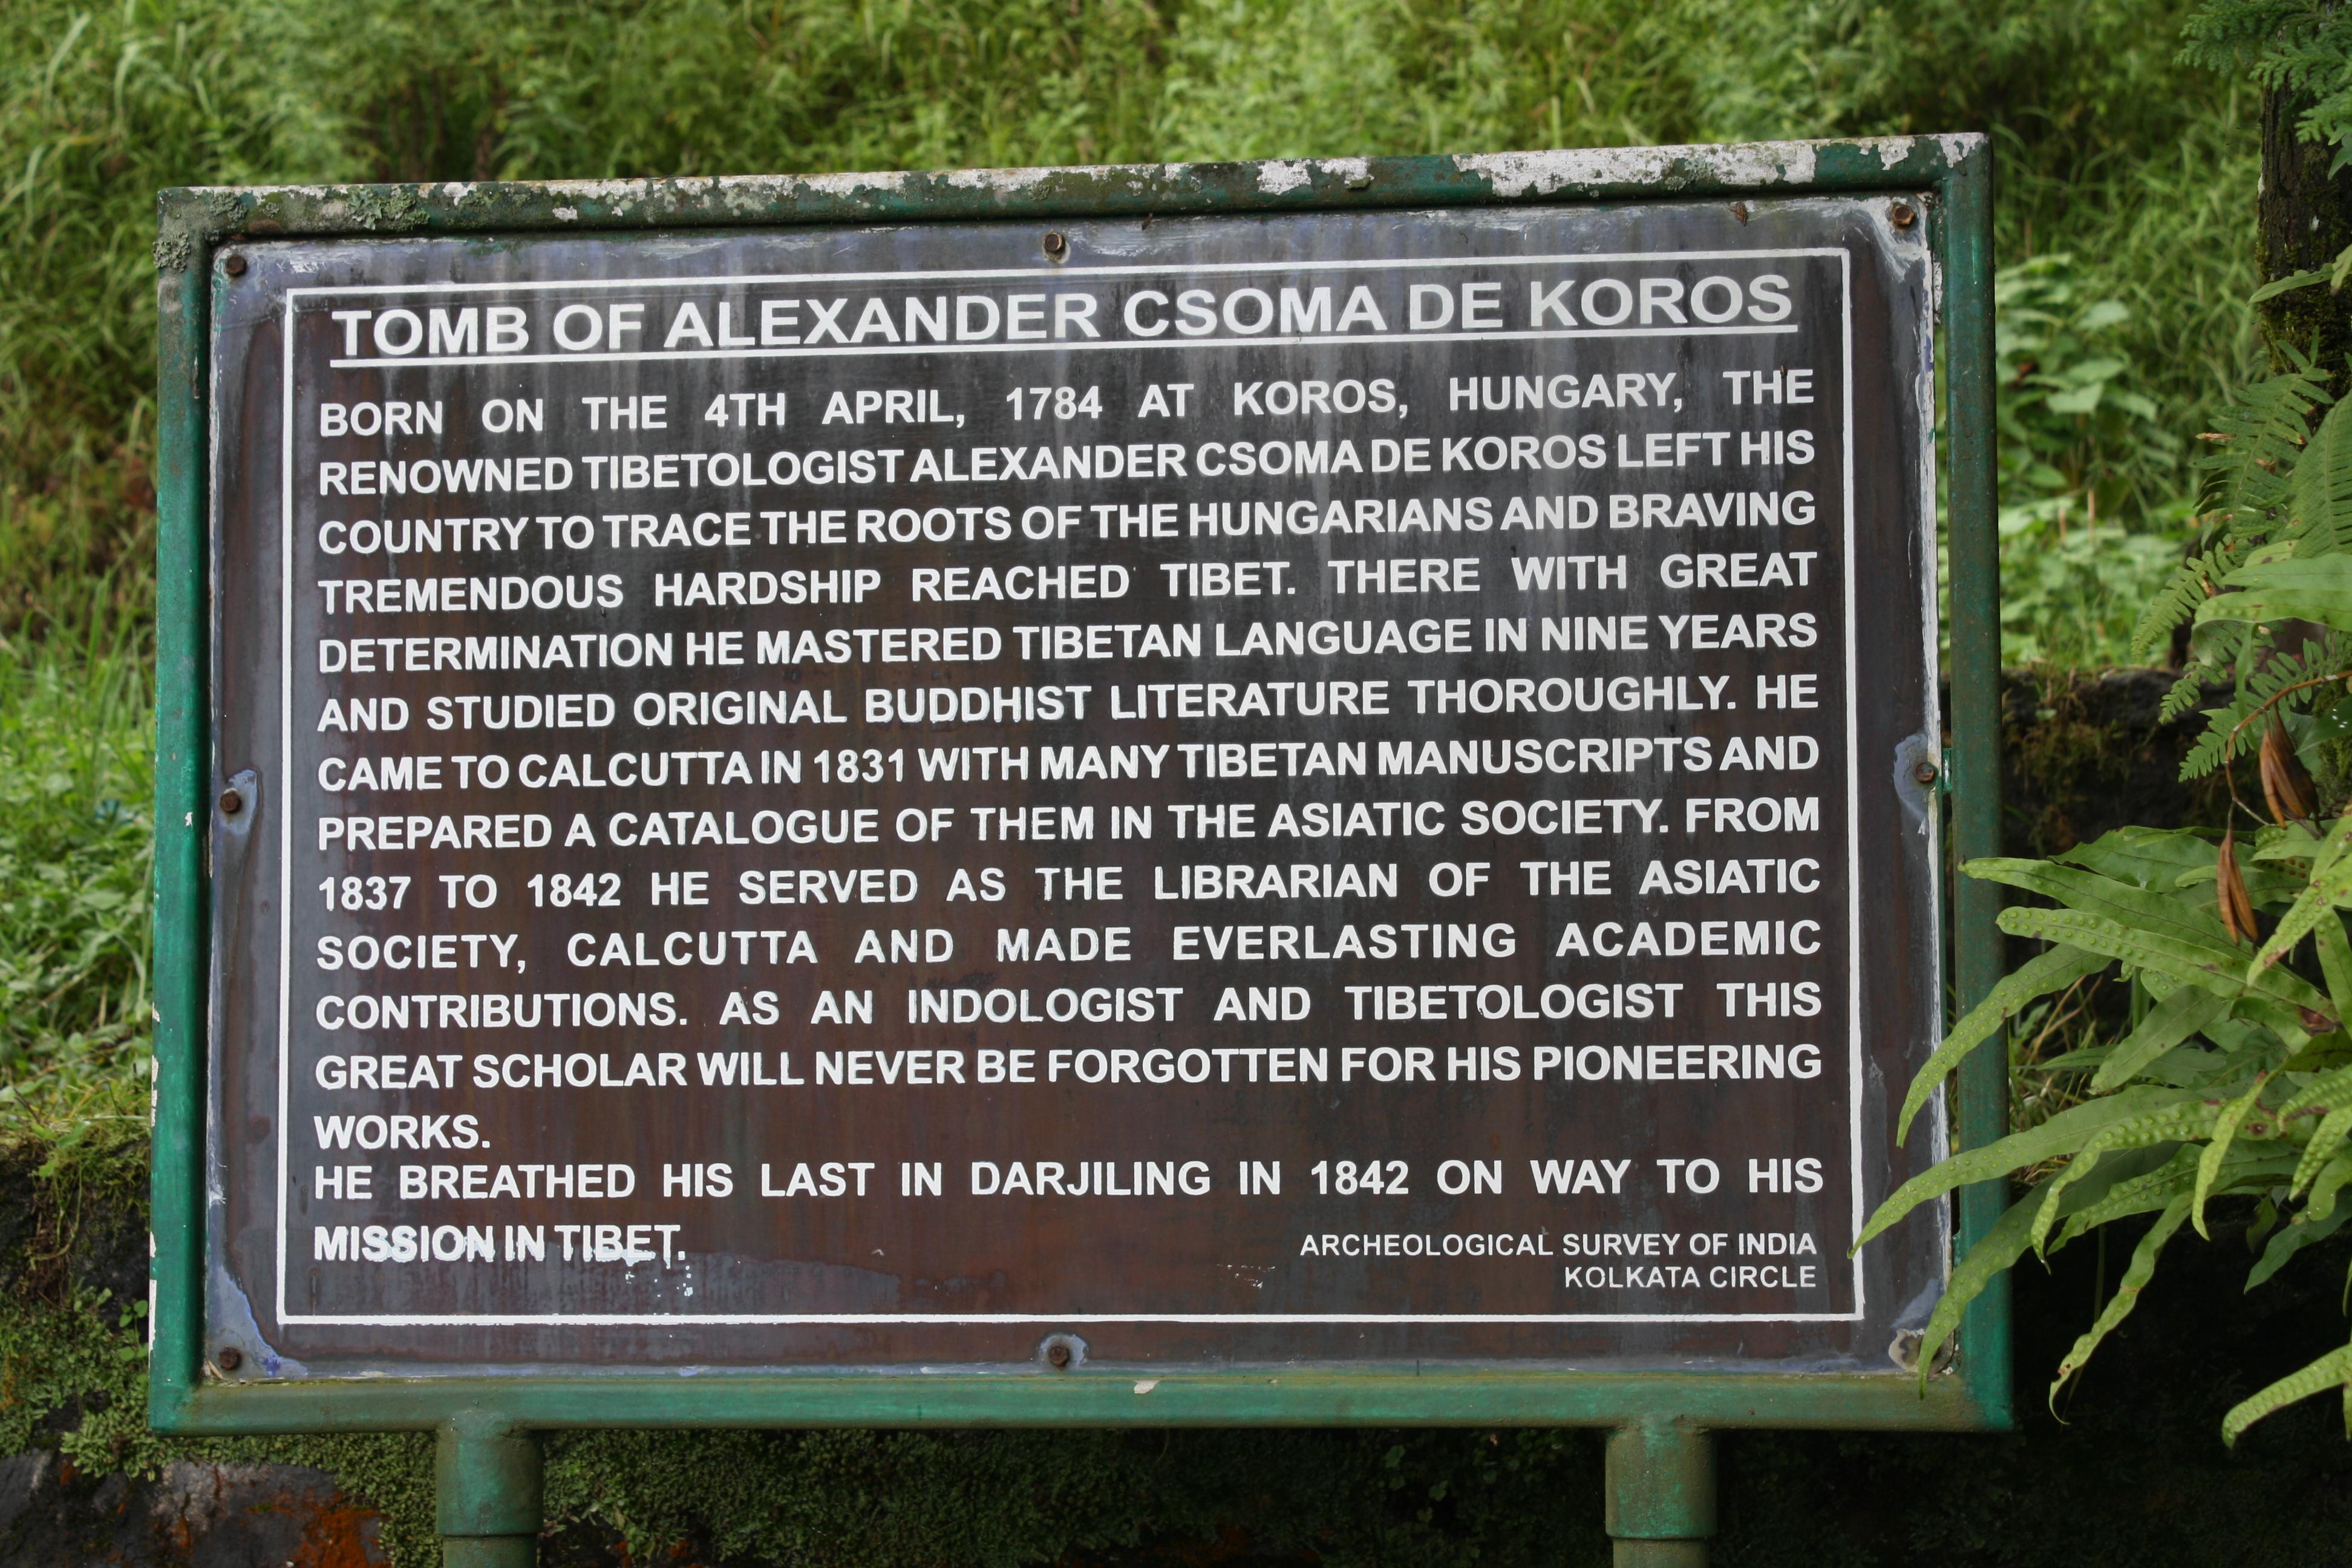 TOMB OF ALEXANDER CSOMA DE KOROS
BORN ON THE 4TH APRIL, 1784 AT KOROS, HUNGARY, THE
RENOWNED TIBETOLOGIST ALEXANDER CSOMA DE KOROS LEFT HIS
COUNTRY TO TRACE THE ROOTS OF THE HUNGARIANS AND BRAVING
TREMENDOUS HARDSHIP REACHED TIBET. THERE WITH GREAT
DETERMINATION HE MASTERED TIBETAN LANGUAGE IN NINE YEARS
AND STUDIED ORIGINAL BUDDHIST LITERATURE THOROUGHLY. HE
CAME TO CALCUTTA IN 1831 WITH MANY TIBETAN MANUSCRIPTS AND
PREPARED A CATALOGUE OF THEM IN THE ASIATIC SOCIETY. FROM
1837 TO 1842 HE SERVED AS THE LIBRARIAN OF THE ASIATIC
SOCIETY, CALCUTTA AND MADE EVERLASTING ACADEMIC
CONTRIBUTIONS. AS AN INDOLOGIST AND TIBETOLOGIST THIS
GREAT SCHOLAR WILL NEVER BE FORGOTTEN FOR HIS PIONEERING
WORKS.
HE BREATHED HIS LAST IN DARJILING IN 1842 ON WAY TO HIS
MISSION IN TIBET.
ARCHEOLOGICAL SURVEY OF INDIA
KOLKATA CIRCLE